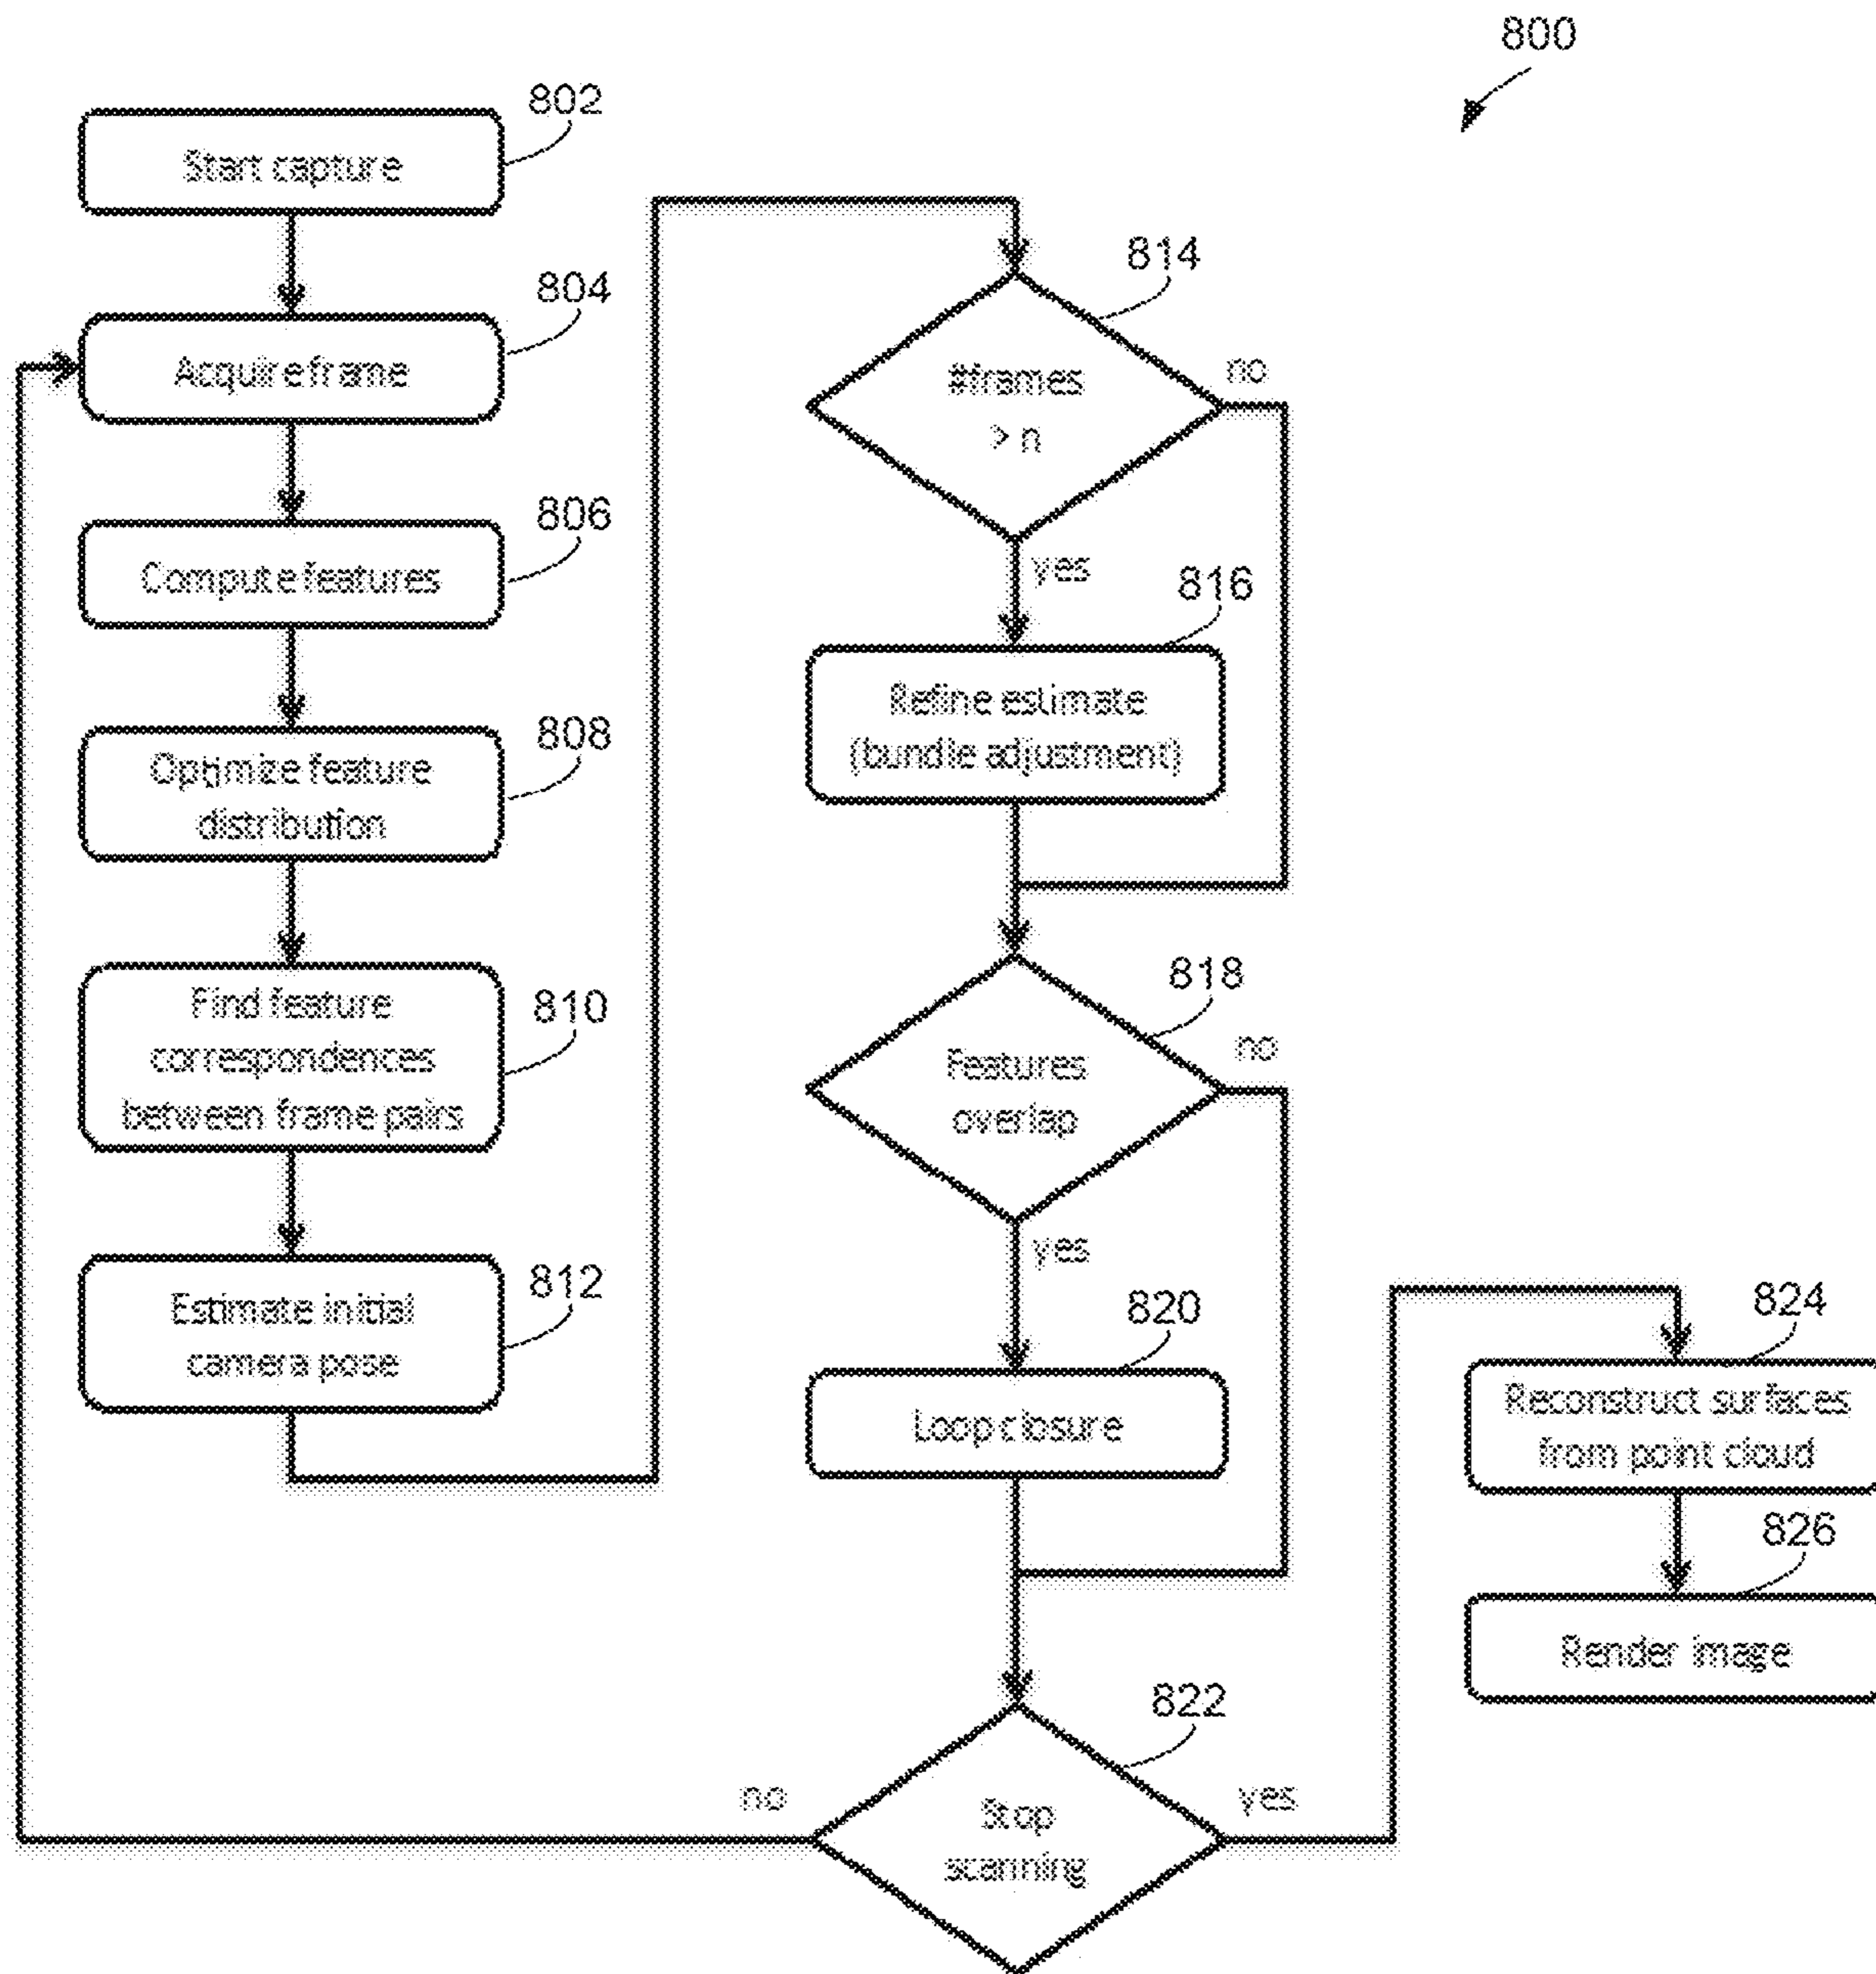 800
802
Start capture
804
Acquire frame
806
Compute features
808
Optimize feature
distribution
810
Find feature
correspondences
between frame pairs
812
Estimate initial
camera pose
814
#frames
> n
no
yes
816
Refine estimate
(bundle adjustment)
818
Features
overlap
no
yes
820
Loop closure
822
Stop
scanning
no
yes
824
Reconstruct surfaces
from point cloud
826
Render image